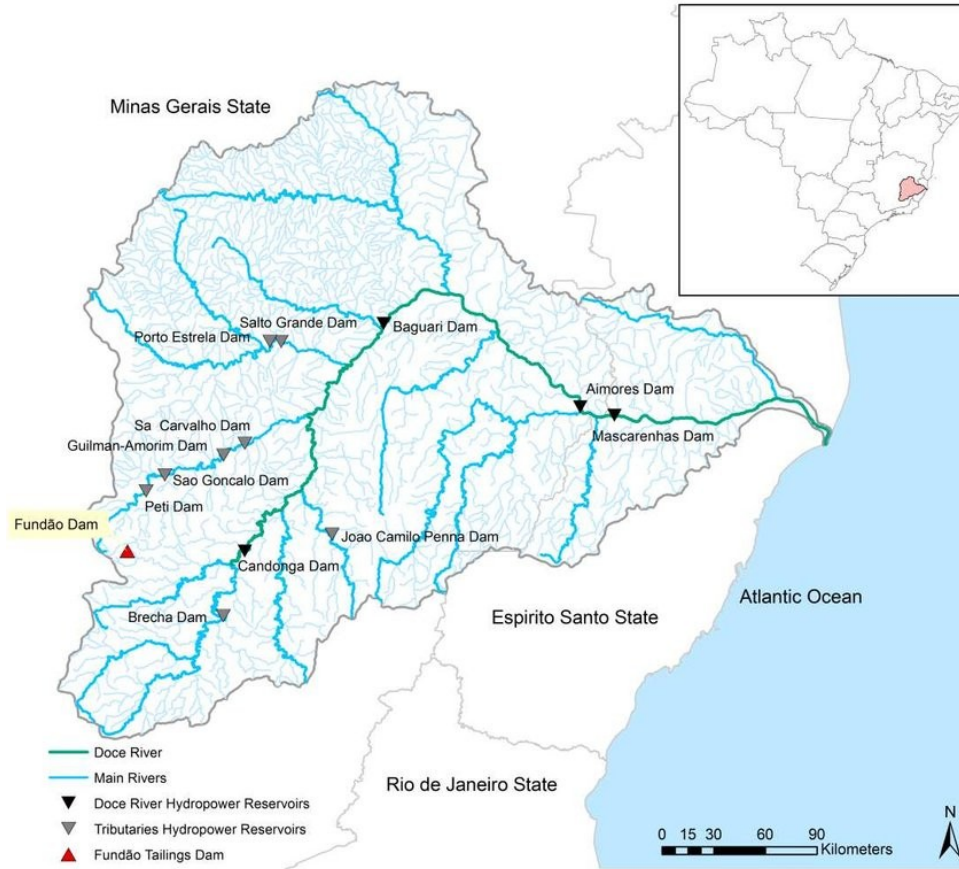 Minas Gerais State
Salto Grande Dam
Porto Estrela Dam
Baguari Dam
Aimores Dam
Sa Carvalho Dam
Mascarenhas Dam
Guilman-Amorim Dam
Sao Goncalo Dam
Peti Dam
Fundão Dam
Joao Camilo Penna Dam
Candonga Dam
Atlantic Ocean
Brecha Dam
Espirito Santo State
Doce River
Main Rivers
Rio de Janeiro State
Doce River Hydropower Reservoirs
Tributaries Hydropower Reservoirs
Fundão Tailings Dam
N
0 15 30 60 90
Kilometers